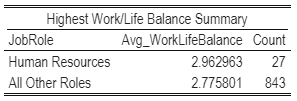 Highest Work/Life Balance Summary
JobRole Avg_WorkLifeBalance Count
Human Resources 2.962963 27
All Other Roles 2.775801 843